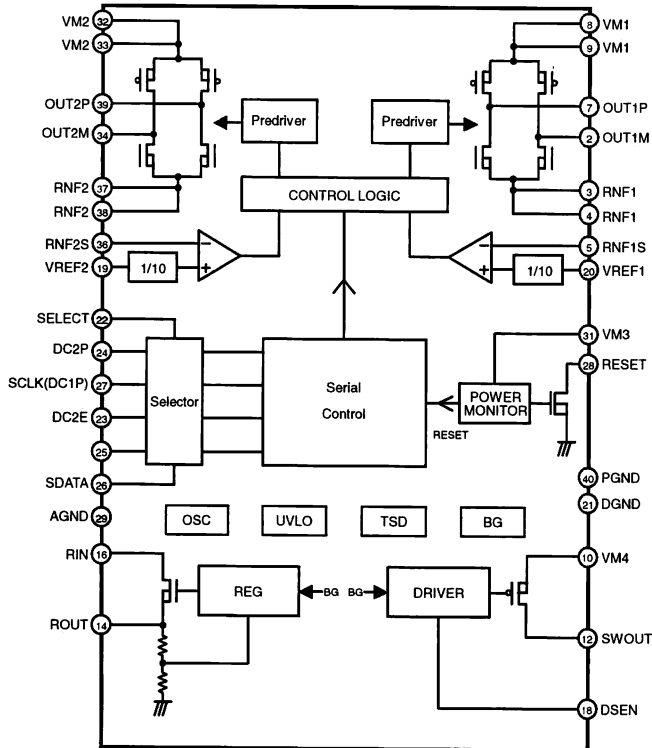 VM2 32
8 VM1
VM2 33
9 VM1
OUT2P 39
7 OUT1P
Predriver
Predriver
OUT2M 34
2 OUT1M
RNF2 37
3 RNF1
CONTROL LOGIC
RNF2 38
4 RNF1
RNF2S 36
−
−
5 RNF1S
VREF2 19
1/10
+
+
1/10
20 VREF1
SELECT 22
31 VM3
DC2P 24
28 RESET
SCLK(DC1P) 27
Selector
Serial
Control
POWER
MONITOR
DC2E 23
RESET
25
SDATA 26
40 PGND
21 DGND
AGND 29
OSC
UVLO
TSD
BG
RIN 16
10 VM4
REG
BG
BG
DRIVER
ROUT 14
12 SWOUT
18 DSEN